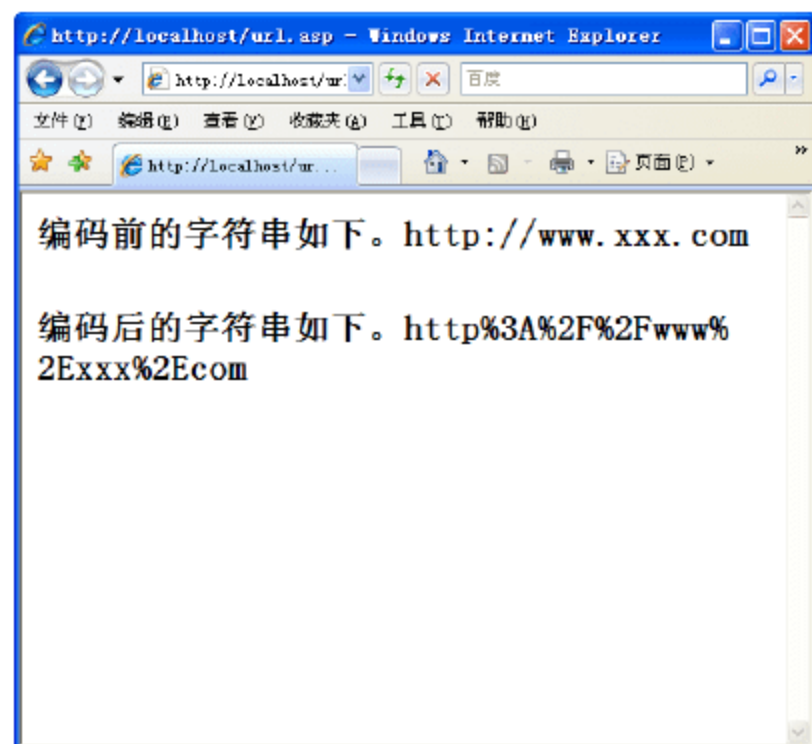 http://localhost/url.asp - Windows Internet Explorer
http://localhost/ur 百度
文件(F) 编辑(E) 查看(V) 收藏夹(A) 工具(T) 帮助(H)
http://localhost/ur... 页面(P) »
编码前的字符串如下。http://www.xxx.com
编码后的字符串如下。http%3A%2F%2Fwww%
2Exxx%2Ecom